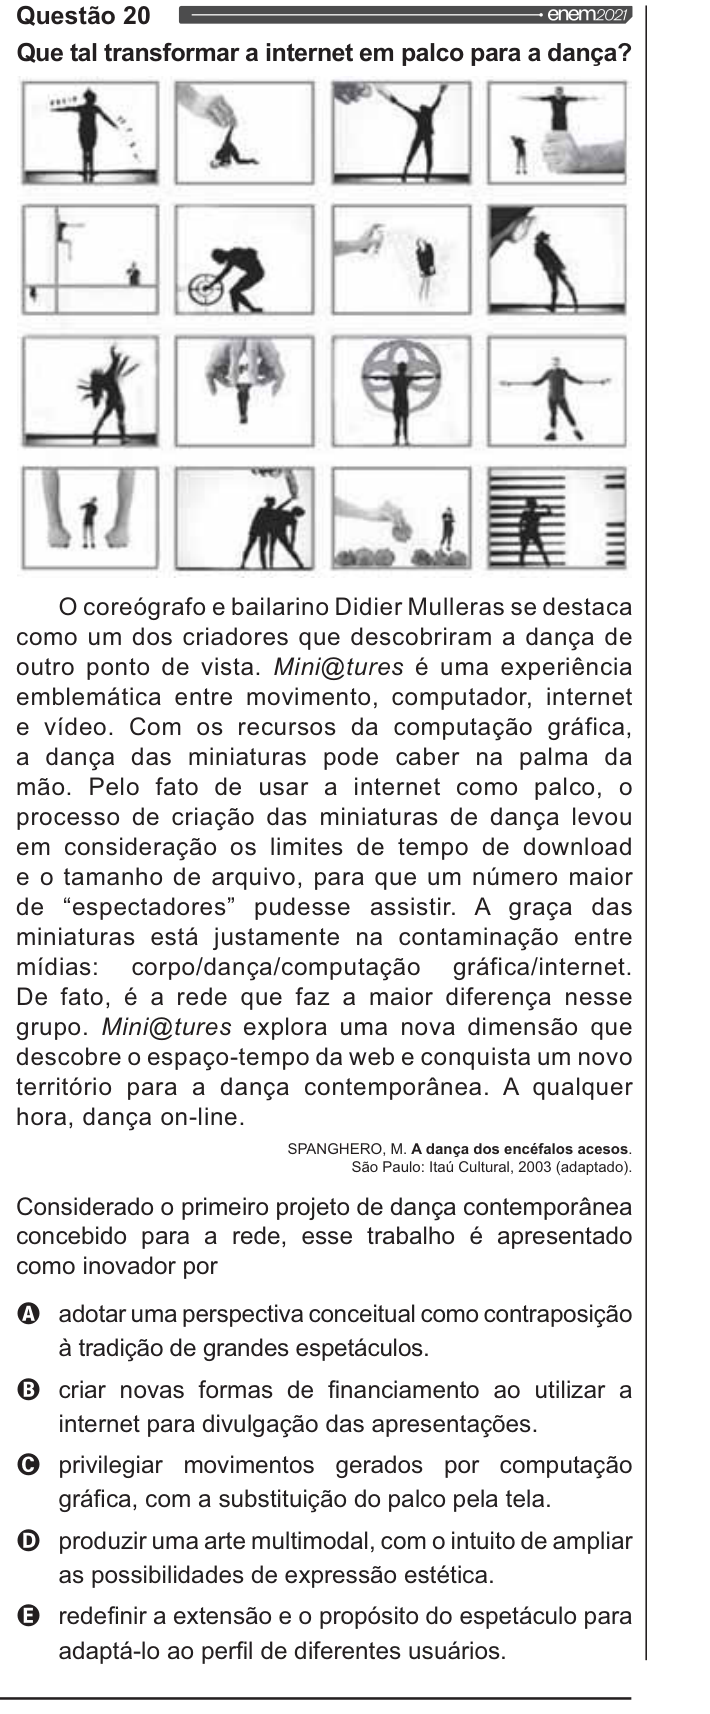 Questão 20
enem2021
Que tal transformar a internet em palco para a dança?
O coreógrafo e bailarino Didier Mulleras se destaca
como um dos criadores que descobriram a dança de
outro ponto de vista. Mini@tures é uma experiência
emblemática entre movimento, computador, internet
e vídeo. Com os recursos da computação gráfica,
a dança das miniaturas pode caber na palma da
mão. Pelo fato de usar a internet como palco, o
processo de criação das miniaturas de dança levou
em consideração os limites de tempo de download
e o tamanho de arquivo, para que um número maior
de “espectadores” pudesse assistir. A graça das
miniaturas está justamente na contaminação entre
mídias: corpo/dança/computação gráfica/internet.
De fato, é a rede que faz a maior diferença nesse
grupo. Mini@tures explora uma nova dimensão que
descobre o espaço-tempo da web e conquista um novo
território para a dança contemporânea. A qualquer
hora, dança on-line.
SPANGHERO, M. A dança dos encéfalos acesos.
São Paulo: Itaú Cultural, 2003 (adaptado).
Considerado o primeiro projeto de dança contemporânea
concebido para a rede, esse trabalho é apresentado
como inovador por
A adotar uma perspectiva conceitual como contraposição
à tradição de grandes espetáculos.
B criar novas formas de financiamento ao utilizar a
internet para divulgação das apresentações.
C privilegiar movimentos gerados por computação
gráfica, com a substituição do palco pela tela.
D produzir uma arte multimodal, com o intuito de ampliar
as possibilidades de expressão estética.
E redefinir a extensão e o propósito do espetáculo para
adaptá-lo ao perfil de diferentes usuários.